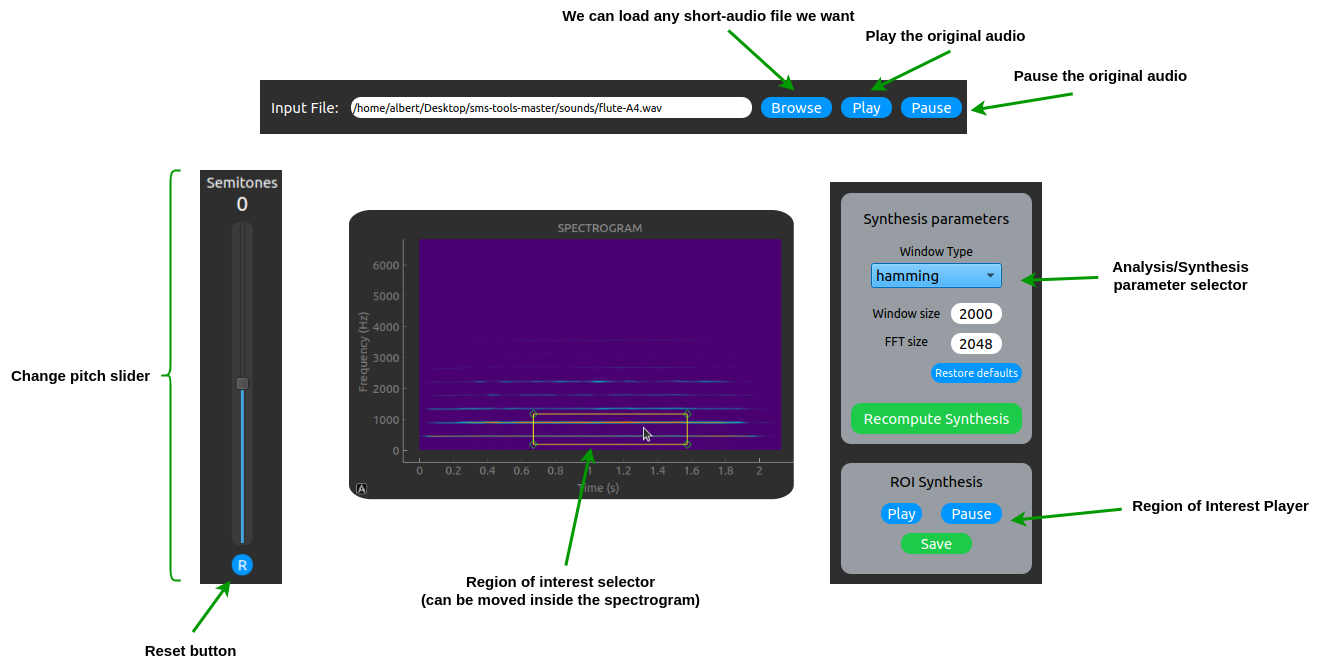 We can load any short-audio file we want
Play the original audio
Pause the original audio
Input File:
/home/albert/Desktop/sms-tools-master/sounds/flute-A4.wav
Browse
Play
Pause
Semitones
0
R
Change pitch slider
Reset button
SPECTROGRAM
Frequency (Hz)
6000
5000
4000
3000
2000
1000
0
0 0.2 0.4 0.6 0.8 1 1.2 1.4 1.6 1.8 2
Time (s)
A
Region of interest selector
(can be moved inside the spectrogram)
Synthesis parameters
Window Type
hamming
Window size 2000
FFT size 2048
Restore defaults
Recompute Synthesis
Analysis/Synthesis
parameter selector
ROI Synthesis
Play
Pause
Save
Region of Interest Player